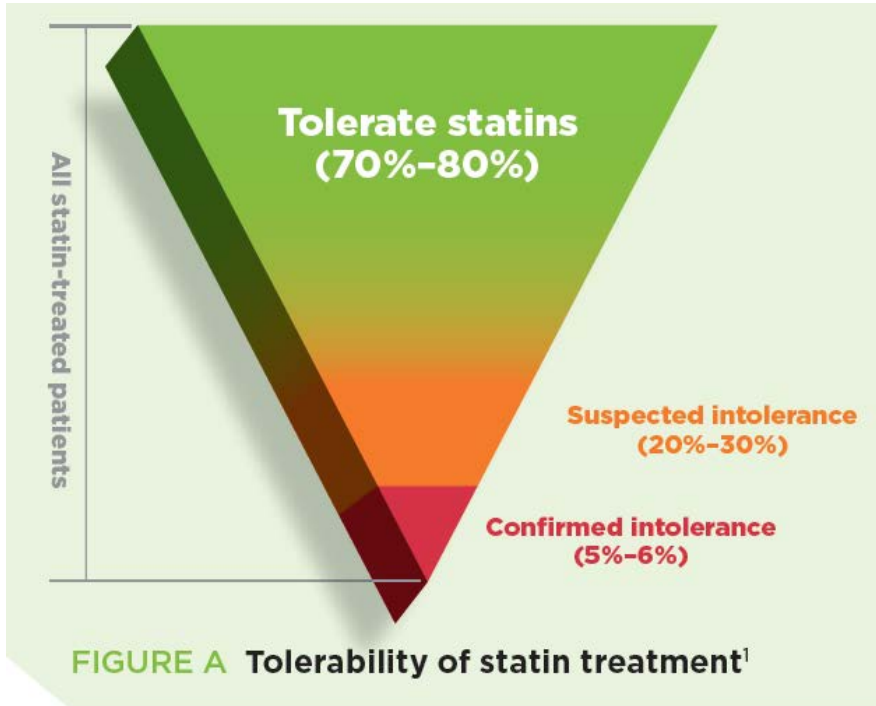 All statin-treated patients
Tolerate statins
(70%–80%)
Suspected intolerance
(20%–30%)
Confirmed intolerance
(5%–6%)
FIGURE A Tolerability of statin treatment¹